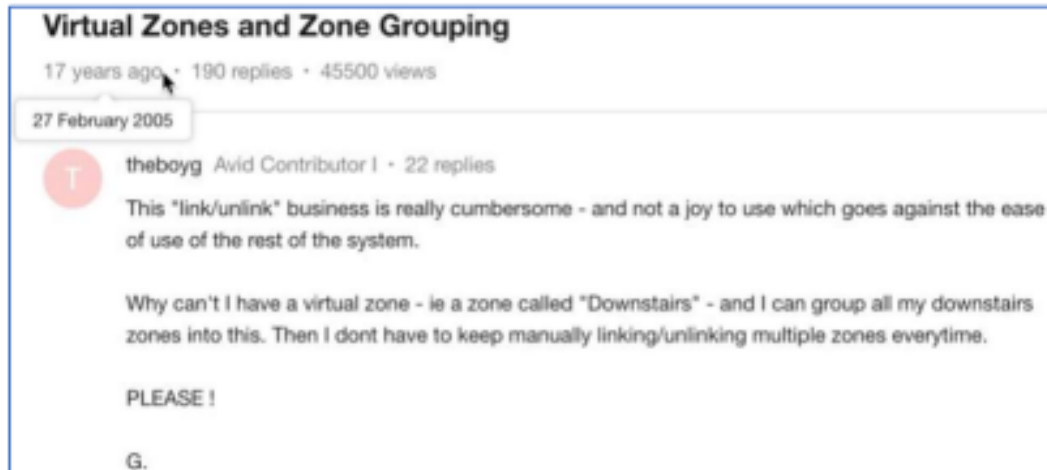 Virtual Zones and Zone Grouping
17 years ago • 190 replies • 45500 views
27 February 2005
T
theboyg Avid Contributor I • 22 replies
This "link/unlink" business is really cumbersome - and not a joy to use which goes against the ease
of use of the rest of the system.
Why can't I have a virtual zone - ie a zone called "Downstairs" - and I can group all my downstairs
zones into this. Then I dont have to keep manually linking/unlinking multiple zones everytime.
PLEASE !
G.